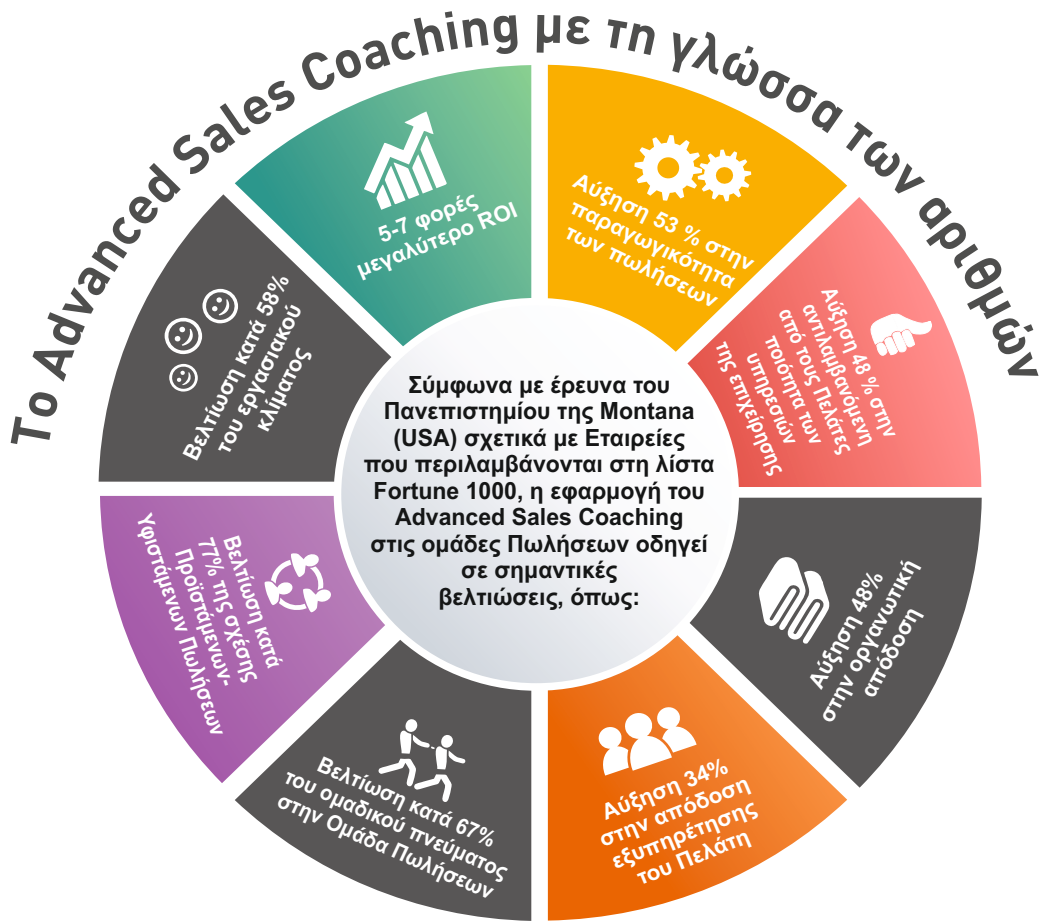 Το Advanced Sales Coaching με τη γλώσσα των αριθμών
5-7 φορές
μεγαλύτερο ROI
Αύξηση 53 % στην
παραγωγικότητα
των πωλήσεων
Αύξηση 48 % στην
αντιλαμβανόμενη
από τους Πελάτες
ποιότητα των
υπηρεσιών
της επιχείρησης
Αύξηση 48%
στην οργανωτική
απόδοση
Αύξηση 34%
στην απόδοση
εξυπηρέτησης
του Πελάτη
Βελτίωση κατά 67%
του ομαδικού πνεύματος
στην Ομάδα Πωλήσεων
Βελτίωση κατά
77% της σχέσης
Προϊστάμενων-
Υφιστάμενων Πωλήσεων
Βελτίωση κατά 58%
του εργασιακού
κλίματος
Σύμφωνα με έρευνα του
Πανεπιστημίου της Montana
(USA) σχετικά με Εταιρείες
που περιλαμβάνονται στη λίστα
Fortune 1000, η εφαρμογή του
Advanced Sales Coaching
στις ομάδες Πωλήσεων οδηγεί
σε σημαντικές
βελτιώσεις, όπως: